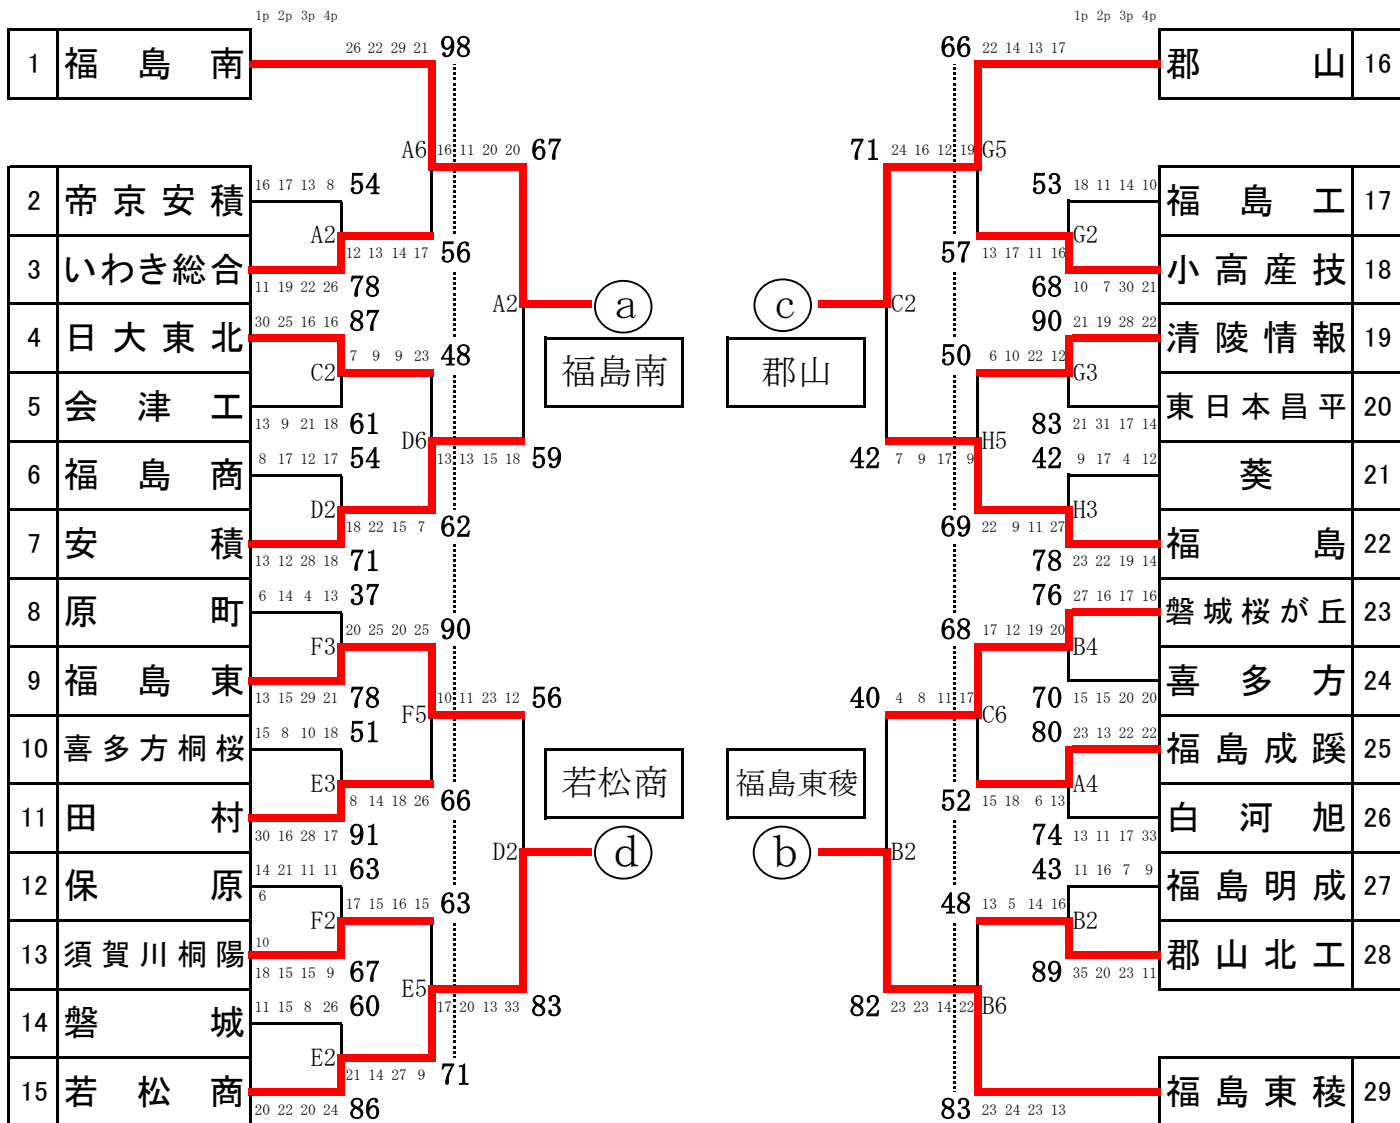 1p 2p 3p 4p
1p 2p 3p 4p
1 福島南
26 22 29 21 98
66 22 14 13 17
郡山 16
A6 16 11 20 20 67
71 24 16 12 19 G5
2 帝京安積
16 17 13 8 54
53 18 11 14 10
福島工 17
A2
12 13 14 17 56
57 13 17 11 16
G2
3 いわき総合
11 19 22 26 78
68 10 7 30 21
小高産技 18
A2
a
c
C2
4 日大東北
30 25 16 16 87
90 21 19 28 22
清陵情報 19
C2
7 9 9 23 48
50 6 10 22 12
G3
福島南
郡山
5 会津工
13 9 21 18 61
83 21 31 17 14
東日本昌平 20
D6 13 13 15 18 59
42 7 9 17 9 H5
6 福島商
8 17 12 17 54
42 9 17 4 12
葵 21
D2
18 22 15 7 62
69 22 9 11 27
H3
7 安積
13 12 28 18 71
78 23 22 19 14
福島 22
8 原町
6 14 4 13 37
76 27 16 17 16
磐城桜が丘 23
F3
20 25 20 25 90
68 17 12 19 20
B4
9 福島東
13 15 29 21 78
70 15 15 20 20
喜多方 24
F5 10 11 23 12 56
40 4 8 11 17 C6
10 喜多方桐桜
15 8 10 18 51
80 23 13 22 22
福島成蹊 25
E3
8 14 18 26 66
52 15 18 6 13
A4
若松商
福島東稜
11 田村
30 16 28 17 91
74 13 11 17 33
白河旭 26
D2
d
b
B2
12 保原
14 21 11 11 63
6
43 11 16 7 9
福島明成 27
F2
17 15 16 15 63
48 13 5 14 16
B2
13 須賀川桐陽
10
18 15 15 9 67
89 35 20 23 11
郡山北工 28
E5 17 20 13 33 83
82 23 23 14 22 B6
14 磐城
11 15 8 26 60
E2
21 14 27 9 71
15 若松商
20 22 20 24 86
83 23 24 23 13
福島東稜 29